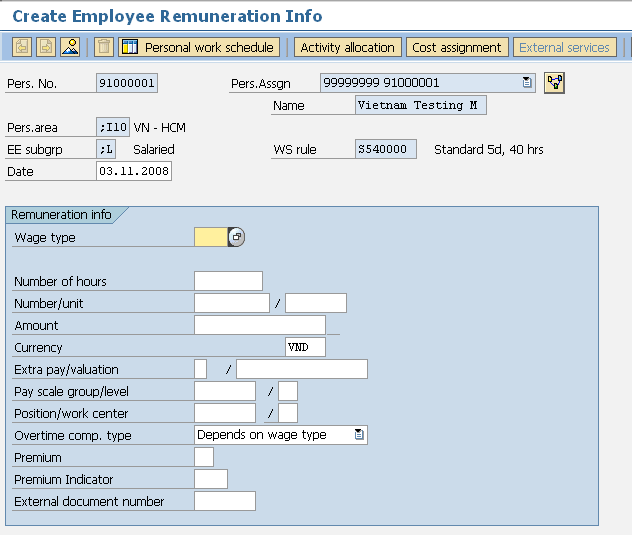 Create Employee Remuneration Info
Personal work schedule Activity allocation Cost assignment External services
Pers. No. 91000001 Pers.Assgn 99999999 91000001
Name Vietnam Testing M
Pers.area ;I10 VN - HCM
EE subgrp ;L Salaried WS rule S540000 Standard 5d, 40 hrs
Date 03.11.2008
Remuneration info
Wage type
Number of hours
Number/unit /
Amount
Currency VND
Extra pay/valuation /
Pay scale group/level /
Position/work center /
Overtime comp. type Depends on wage type
Premium
Premium Indicator
External document number